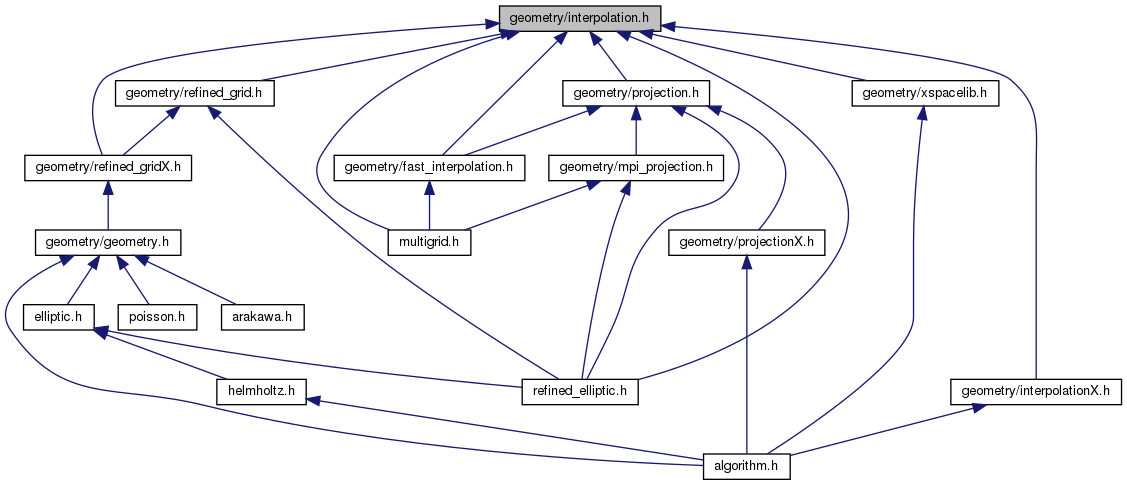 geometry/interpolation.h
geometry/refined_grid.h
geometry/projection.h
geometry/xspacelib.h
geometry/refined_gridX.h
geometry/fast_interpolation.h
geometry/mpi_projection.h
geometry/geometry.h
multigrid.h
geometry/projectionX.h
elliptic.h
poisson.h
arakawa.h
helmholtz.h
refined_elliptic.h
geometry/interpolationX.h
algorithm.h